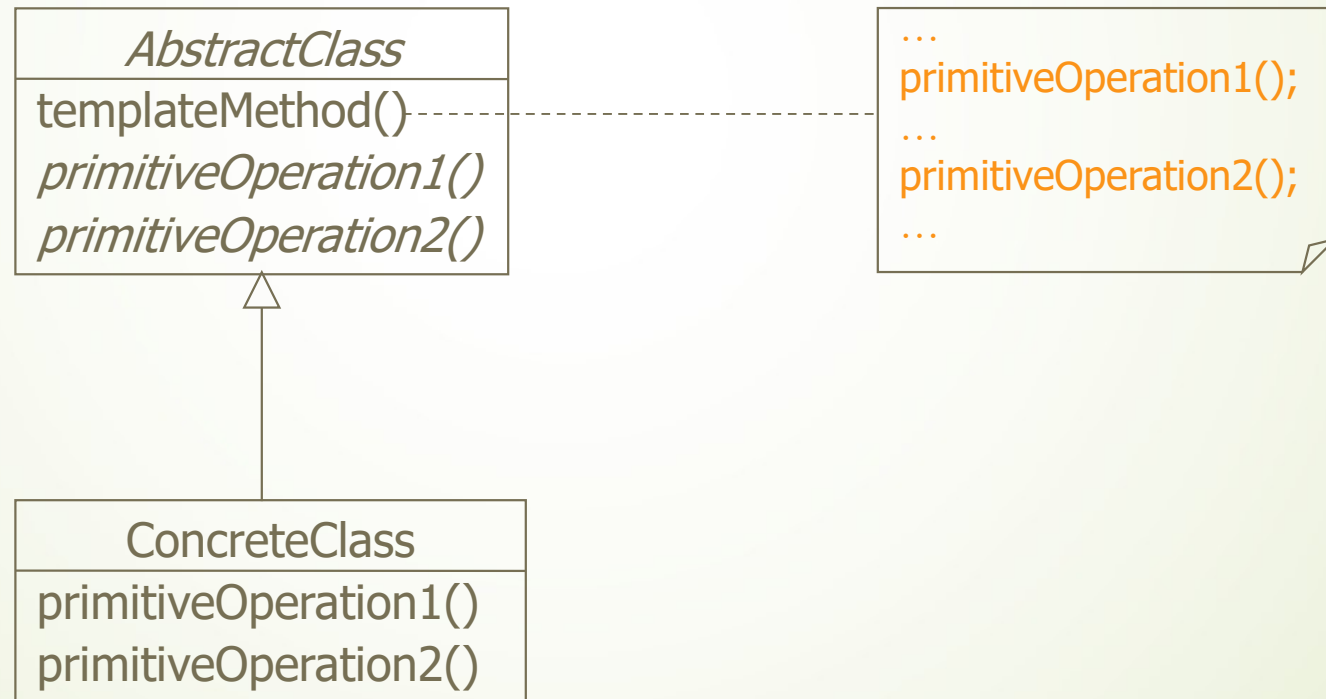 AbstractClass
templateMethod()
primitiveOperation1()
primitiveOperation2()
...
primitiveOperation1();
...
primitiveOperation2();
...
ConcreteClass
primitiveOperation1()
primitiveOperation2()